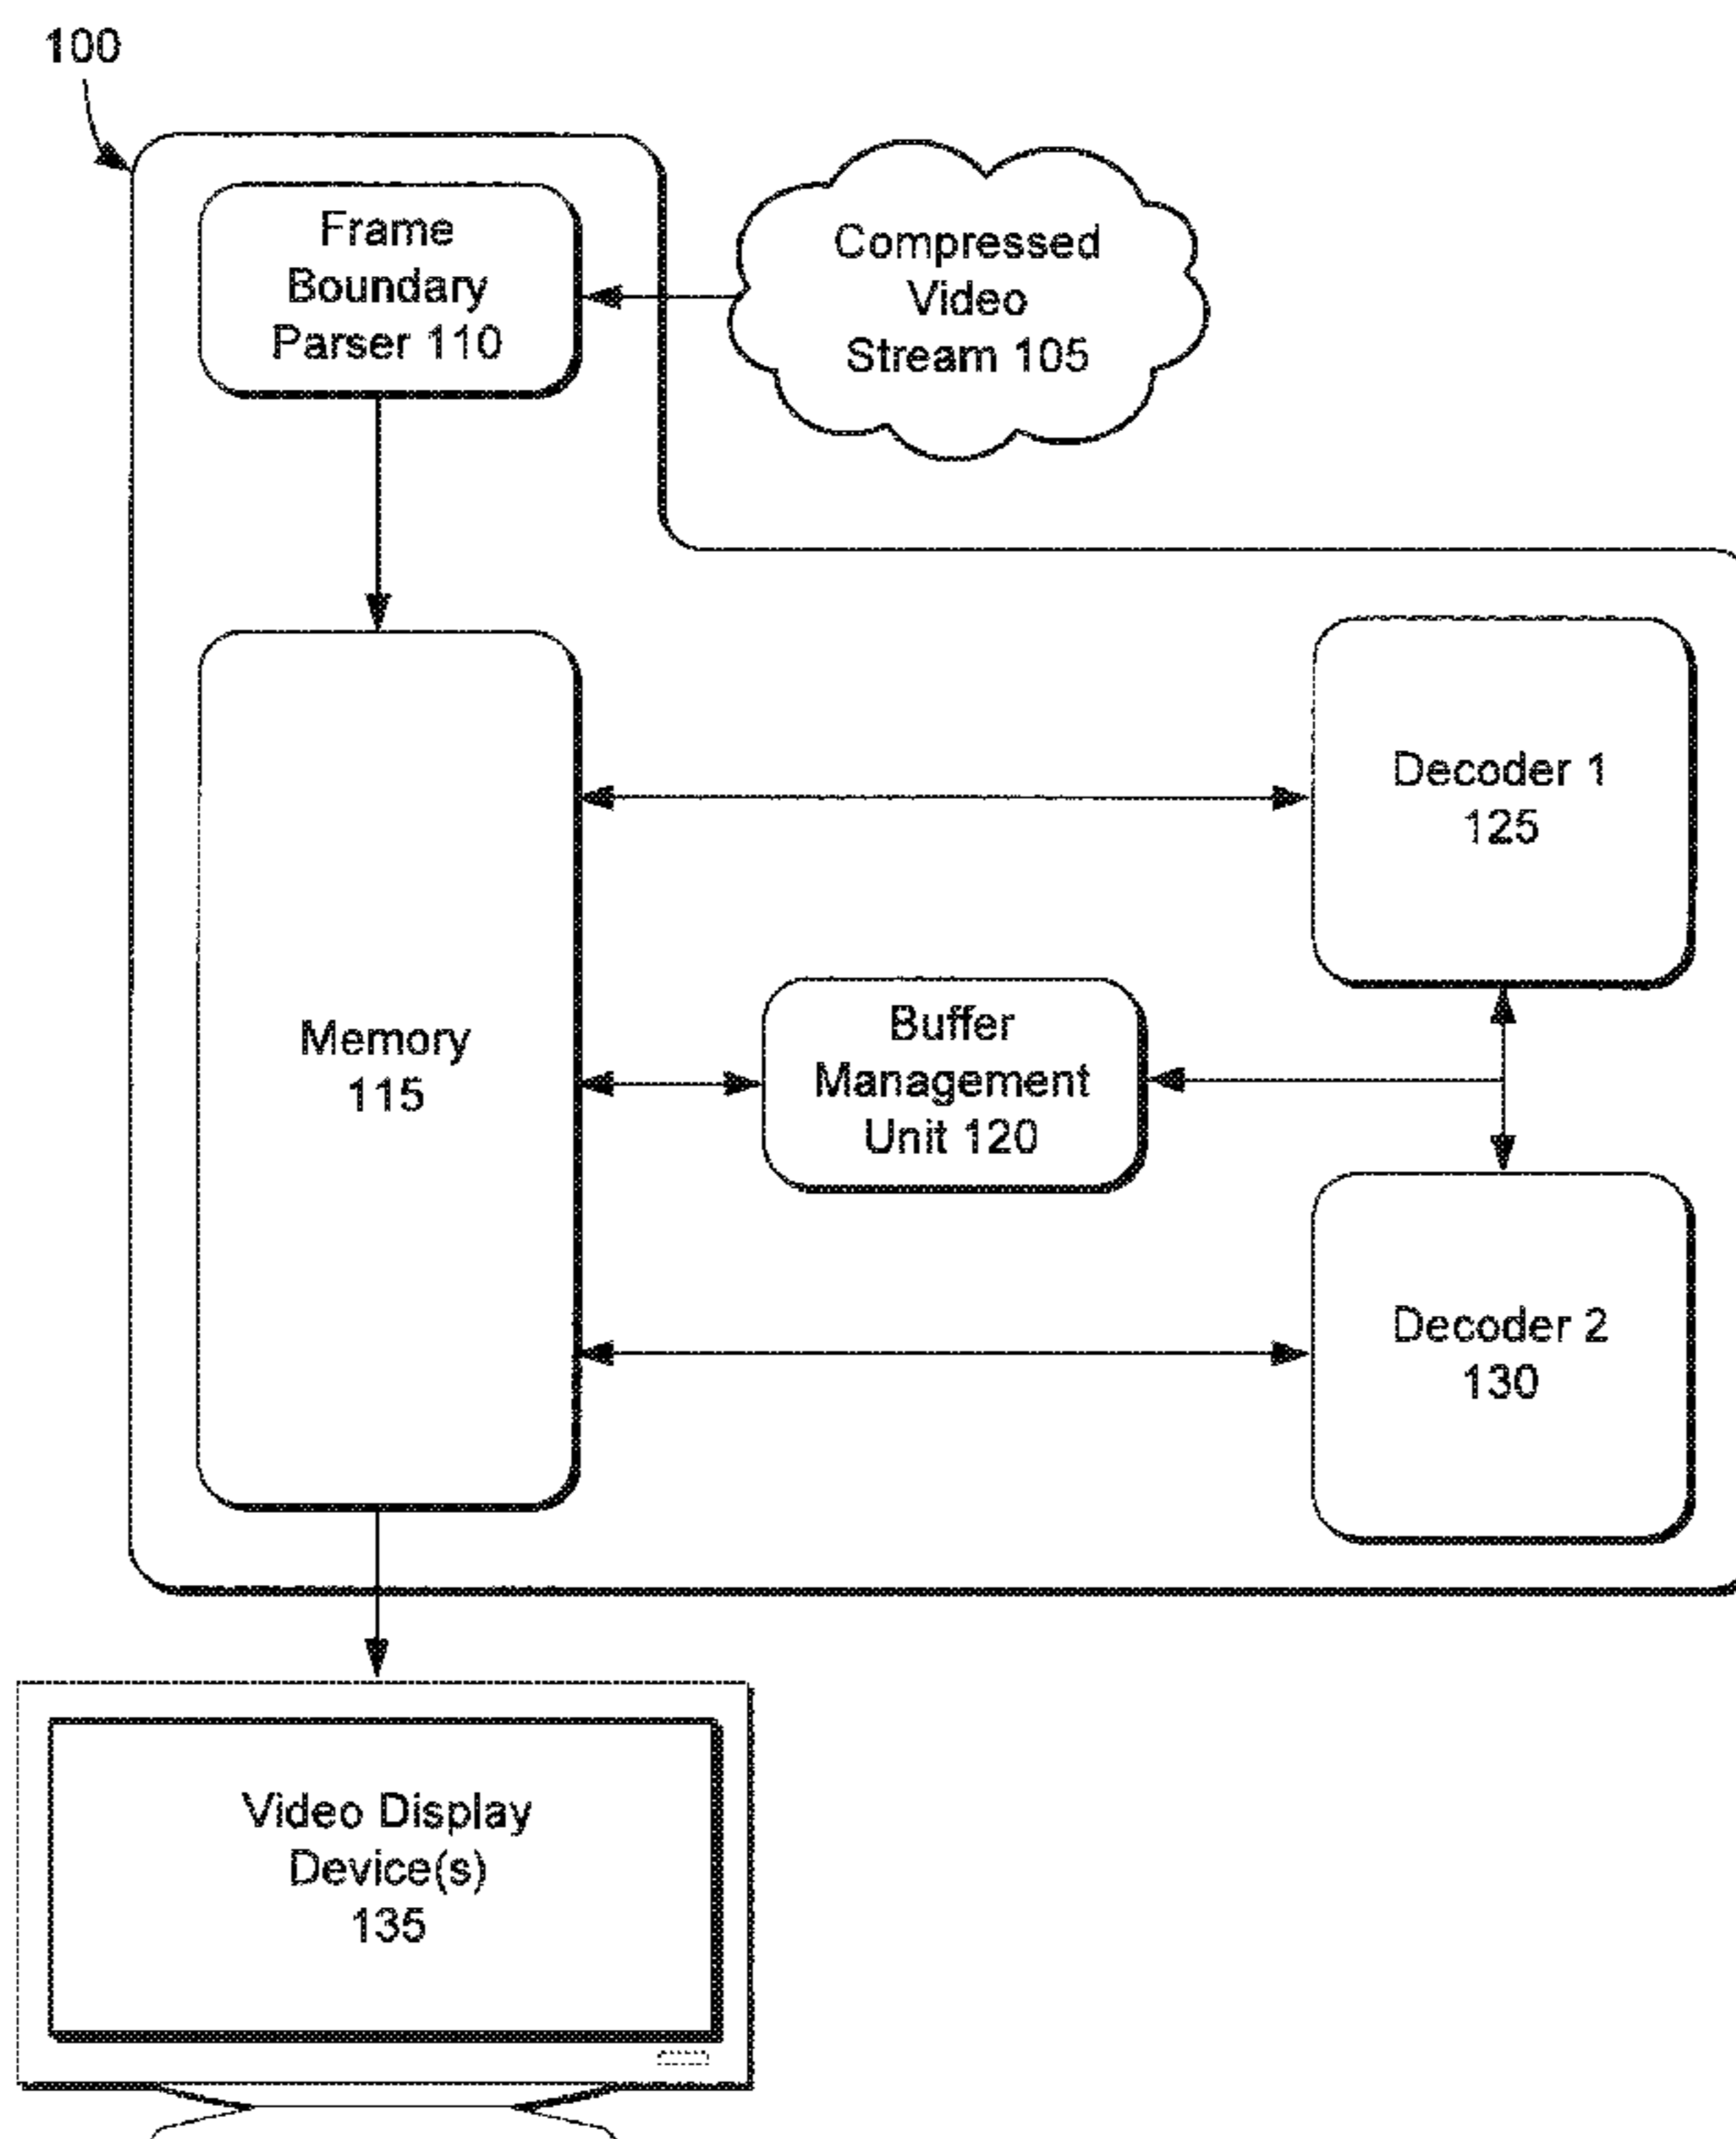 100
Frame
Boundary
Parser 110
Compressed
Video
Stream 105
Decoder 1
125
Memory
115
Buffer
Management
Unit 120
Decoder 2
130
Video Display
Device(s)
135